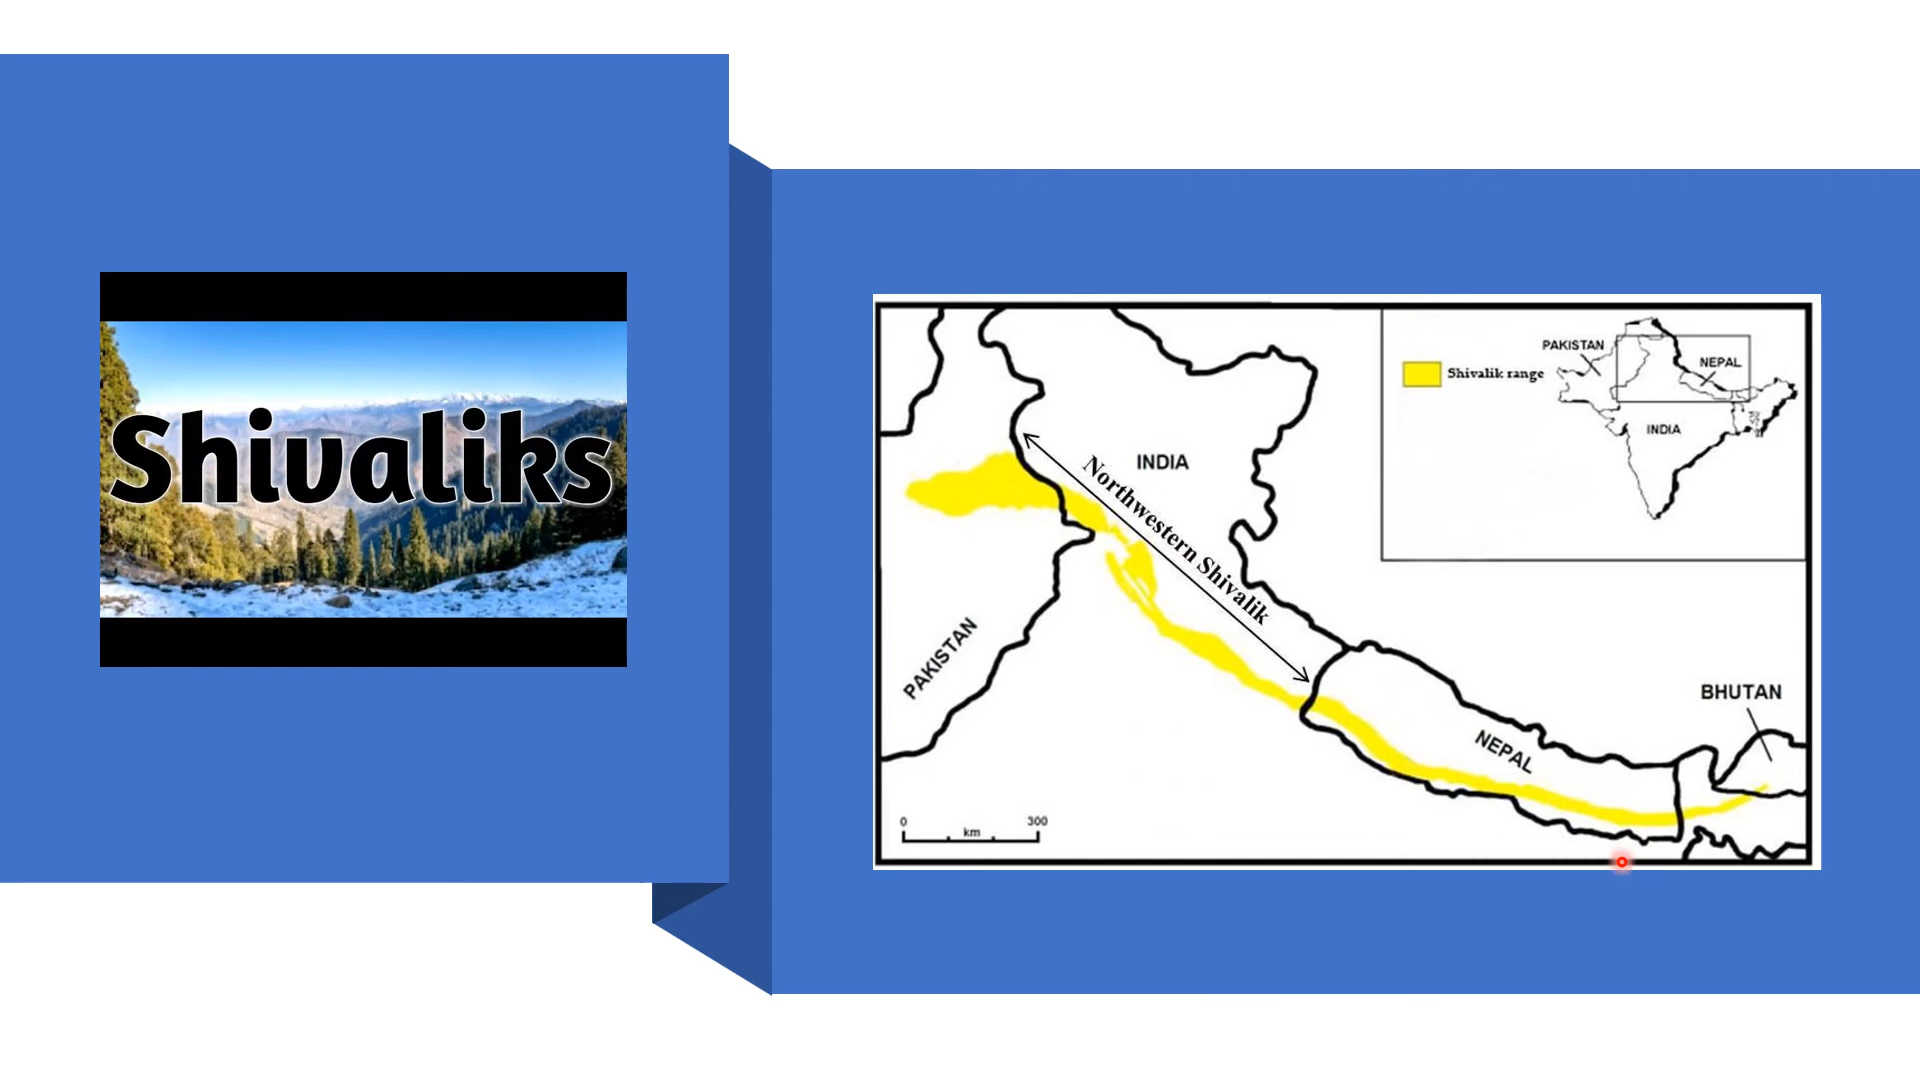 Shivaliks
PAKISTAN
NEPAL
Shivalik range
INDIA
INDIA
Northwestern Shivalik
PAKISTAN
BHUTAN
NEPAL
0 300
km